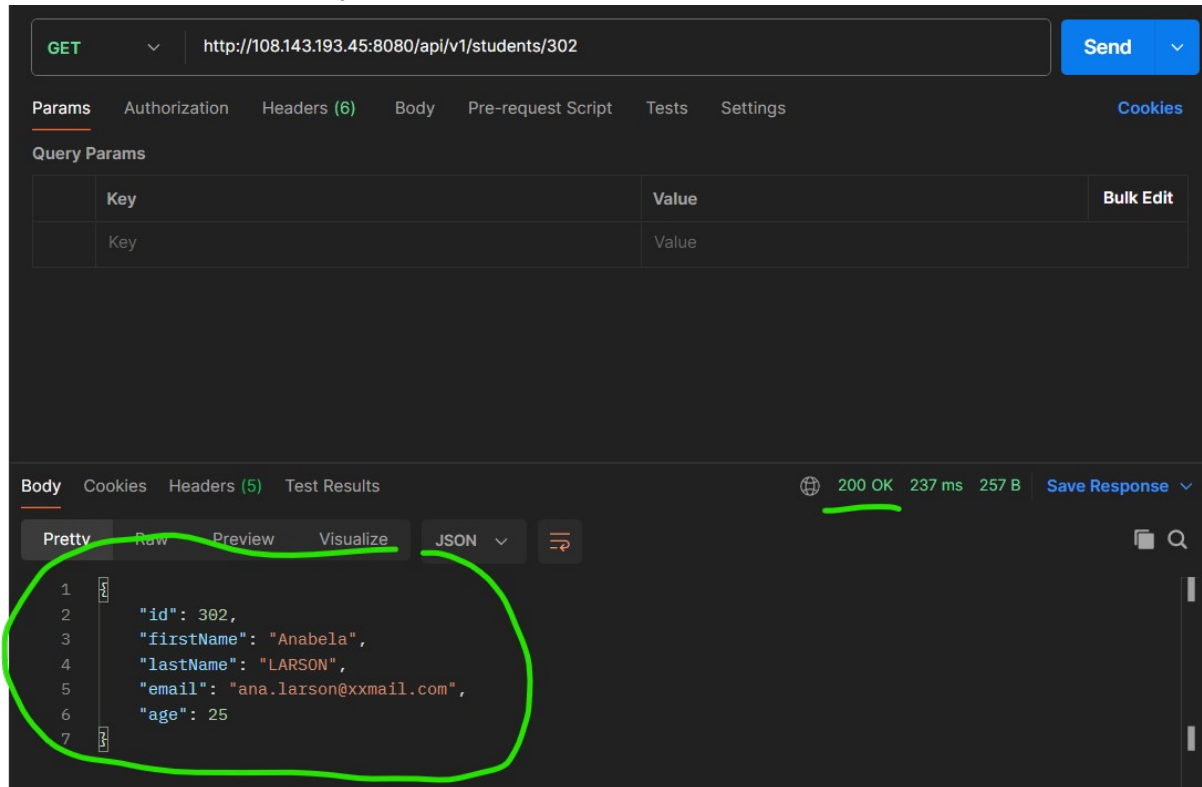 GET http://108.143.193.45:8080/api/v1/students/302 Send
Params Authorization Headers (6) Body Pre-request Script Tests Settings Cookies
Query Params
Key Value Bulk Edit
Key Value
Body Cookies Headers (5) Test Results 200 OK 237 ms 257 B Save Response
Pretty Raw Preview Visualize JSON
1 {
2 "id": 302,
3 "firstName": "Anabela",
4 "lastName": "LARSON",
5 "email": "ana.larson@xxmail.com",
6 "age": 25
7 }